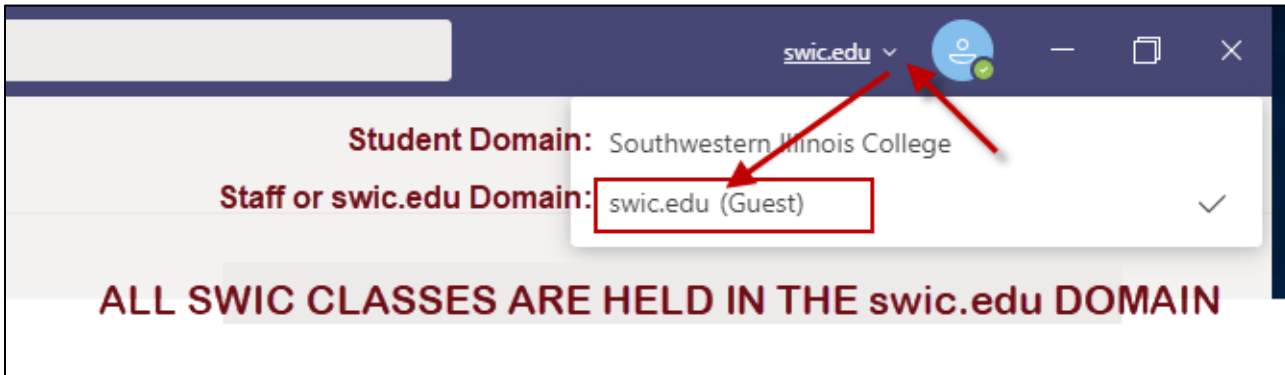 swic.edu
Student Domain: Southwestern Illinois College
Staff or swic.edu Domain: swic.edu (Guest)
ALL SWIC CLASSES ARE HELD IN THE swic.edu DOMAIN